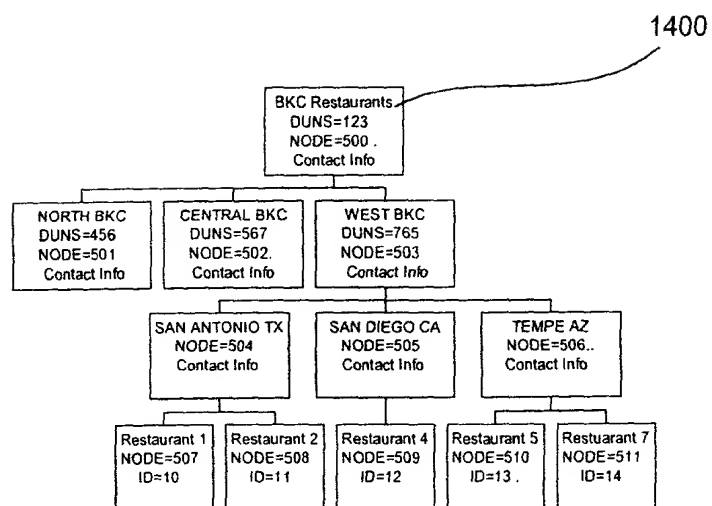 1400
BKC Restaurants
DUNS=123
NODE=500 .
Contact Info
NORTH BKC
DUNS=456
NODE=501
Contact Info
CENTRAL BKC
DUNS=567
NODE=502.
Contact Info
WEST BKC
DUNS=765
NODE=503
Contact Info
SAN ANTONIO TX
NODE=504
Contact Info
SAN DIEGO CA
NODE=505
Contact Info
TEMPE AZ
NODE=506..
Contact Info
Restaurant 1
NODE=507
ID=10
Restaurant 2
NODE=508
ID=11
Restaurant 4
NODE=509
ID=12
Restaurant 5
NODE=510
ID=13 .
Restuarant 7
NODE=511
ID=14